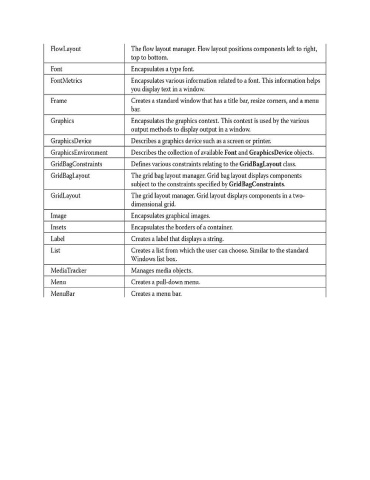 FlowLayout The flow layout manager. Flow layout positions components left to right,
top to bottom.
Font Encapsulates a type font.
FontMetrics Encapsulates various information related to a font. This information helps
you display text in a window.
Frame Creates a standard window that has a title bar, resize corners, and a menu
bar.
Graphics Encapsulates the graphics context. This context is used by the various
output methods to display output in a window.
GraphicsDevice Describes a graphics device such as a screen or printer.
GraphicsEnvironment Describes the collection of available Font and GraphicsDevice objects.
GridBagConstraints Defines various constraints relating to the GridBagLayout class.
GridBagLayout The grid bag layout manager. Grid bag layout displays components
subject to the constraints specified by GridBagConstraints.
GridLayout The grid layout manager. Grid layout displays components in a two-
dimensional grid.
Image Encapsulates graphical images.
Insets Encapsulates the borders of a container.
Label Creates a label that displays a string.
List Creates a list from which the user can choose. Similar to the standard
Windows list box.
MediaTracker Manages media objects.
Menu Creates a pull-down menu.
MenuBar Creates a menu bar.